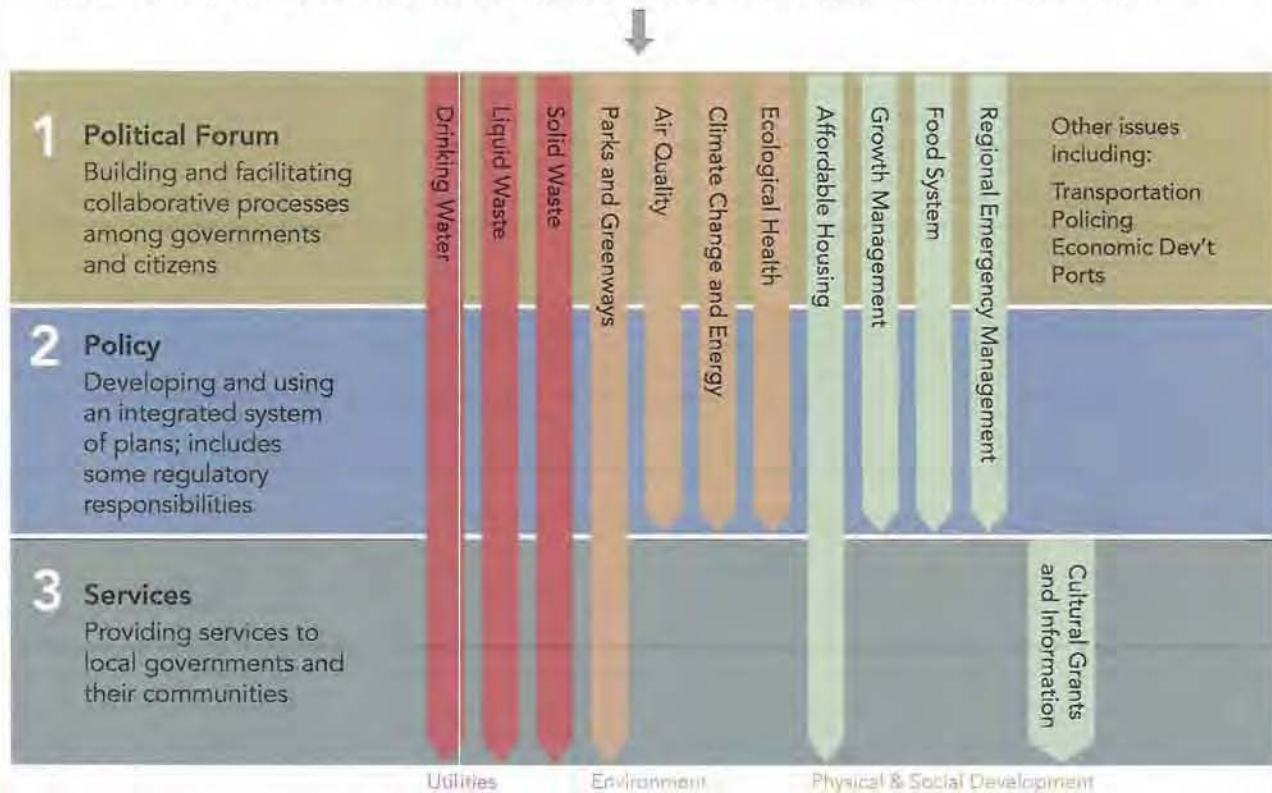 1
Political Forum
Building and facilitating
collaborative processes
among governments
and citizens
Drinking Water
Liquid Waste
Solid Waste
Parks and Greenways
Air Quality
Climate Change and Energy
Ecological Health
Affordable Housing
Growth Management
Food System
Regional Emergency Management
Other issues
including:
Transportation
Policing
Economic Dev't
Ports
2
Policy
Developing and using
an integrated system
of plans; includes
some regulatory
responsibilities
3
Services
Providing services to
local governments and
their communities
Cultural Grants
and Information
Utilities
Environment
Physical & Social Development